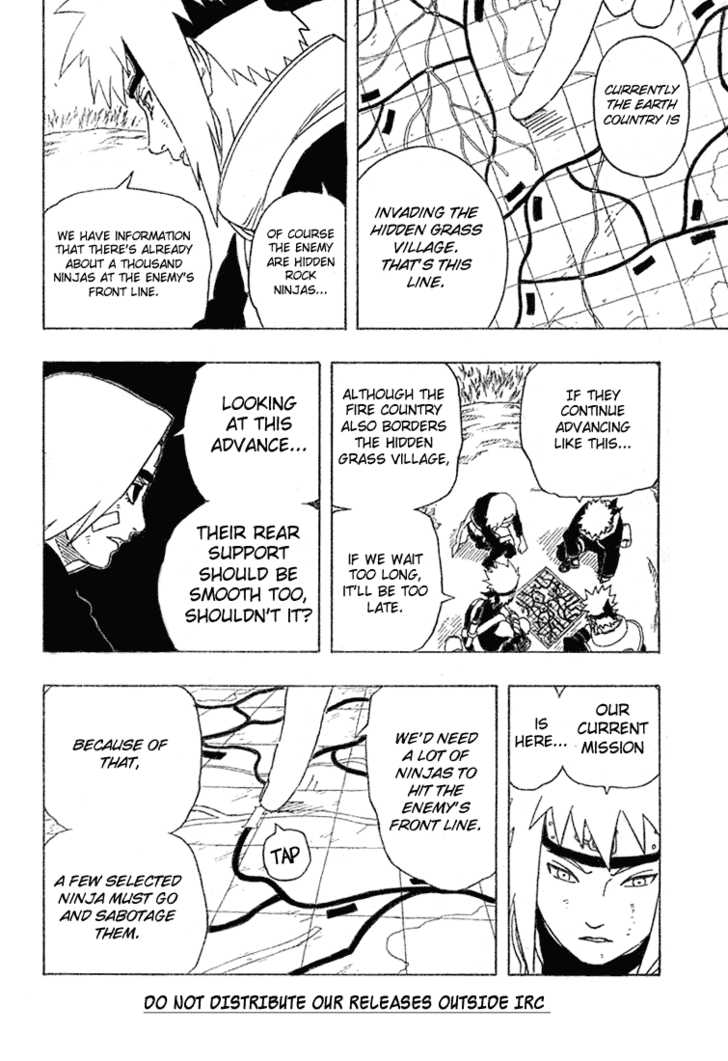 CURRENTLY
THE EARTH
COUNTRY IS
INVADING THE
HIDDEN GRASS
VILLAGE.
THAT'S THIS
LINE.
OF COURSE
THE ENEMY
ARE HIDDEN
ROCK
NINJAS...
WE HAVE INFORMATION
THAT THERE'S ALREADY
ABOUT A THOUSAND
NINJAS AT THE ENEMY'S
FRONT LINE.
IF THEY
CONTINUE
ADVANCING
LIKE THIS...
ALTHOUGH THE
FIRE COUNTRY
ALSO BORDERS
THE HIDDEN
GRASS VILLAGE,
IF WE WAIT
TOO LONG,
IT'LL BE TOO
LATE.
LOOKING
AT THIS
ADVANCE...
THEIR REAR
SUPPORT
SHOULD BE
SMOOTH TOO,
SHOULDN'T IT?
OUR
CURRENT
MISSION
IS
HERE...
WE'D NEED
A LOT OF
NINJAS TO
HIT THE
ENEMY'S
FRONT LINE.
TAP
BECAUSE OF
THAT,
A FEW SELECTED
NINJA MUST GO
AND SABOTAGE
THEM.
DO NOT DISTRIBUTE OUR RELEASES OUTSIDE IRC